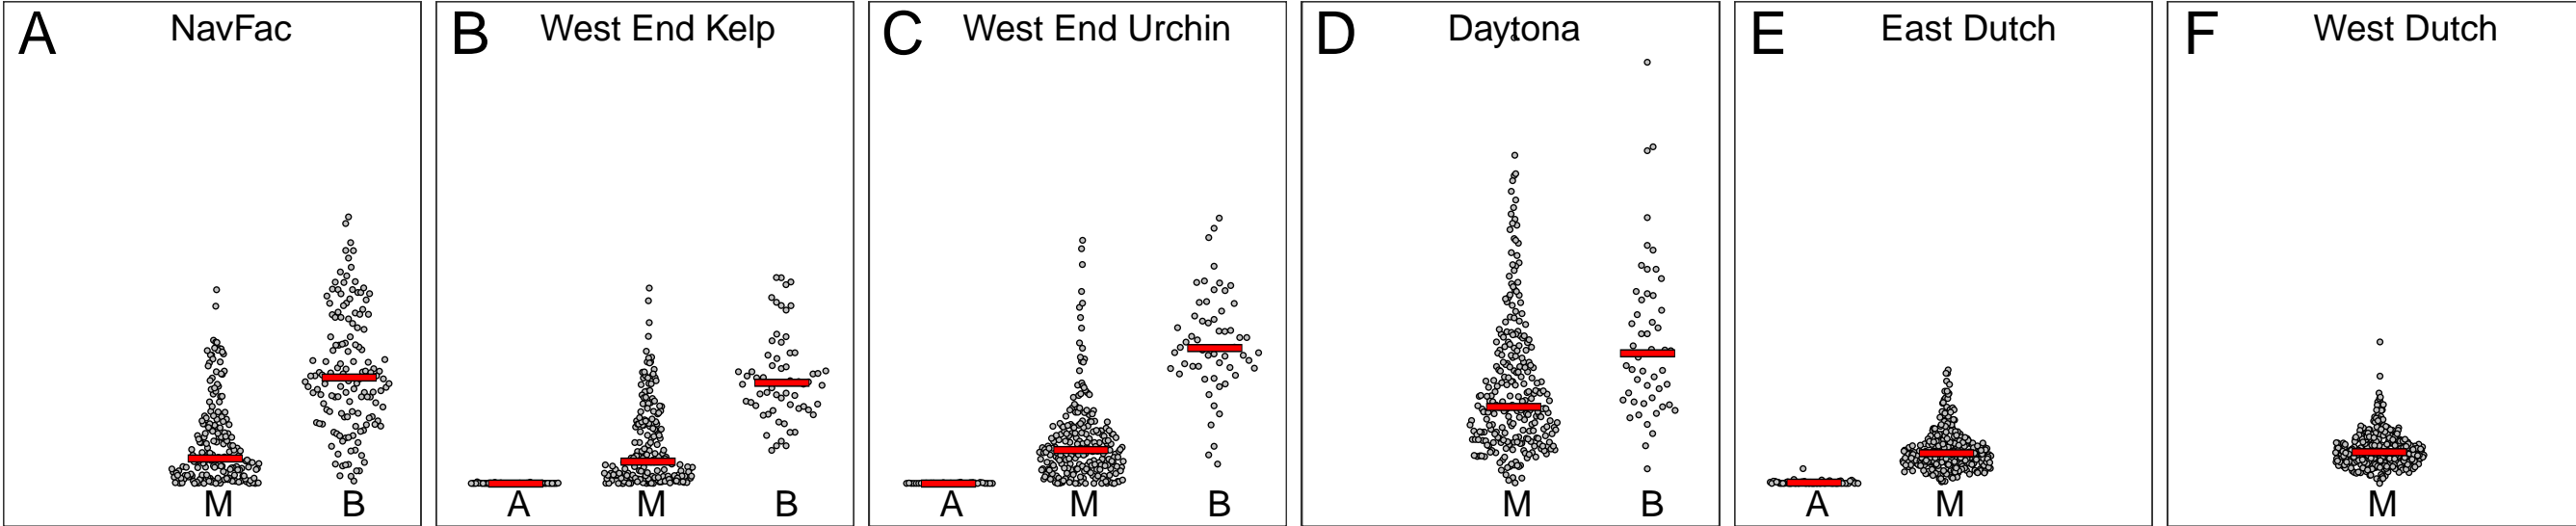 A NavFac
M B
B West End Kelp
A M B
C West End Urchin
A M B
D Daytona
M B
E East Dutch
A M
F West Dutch
M